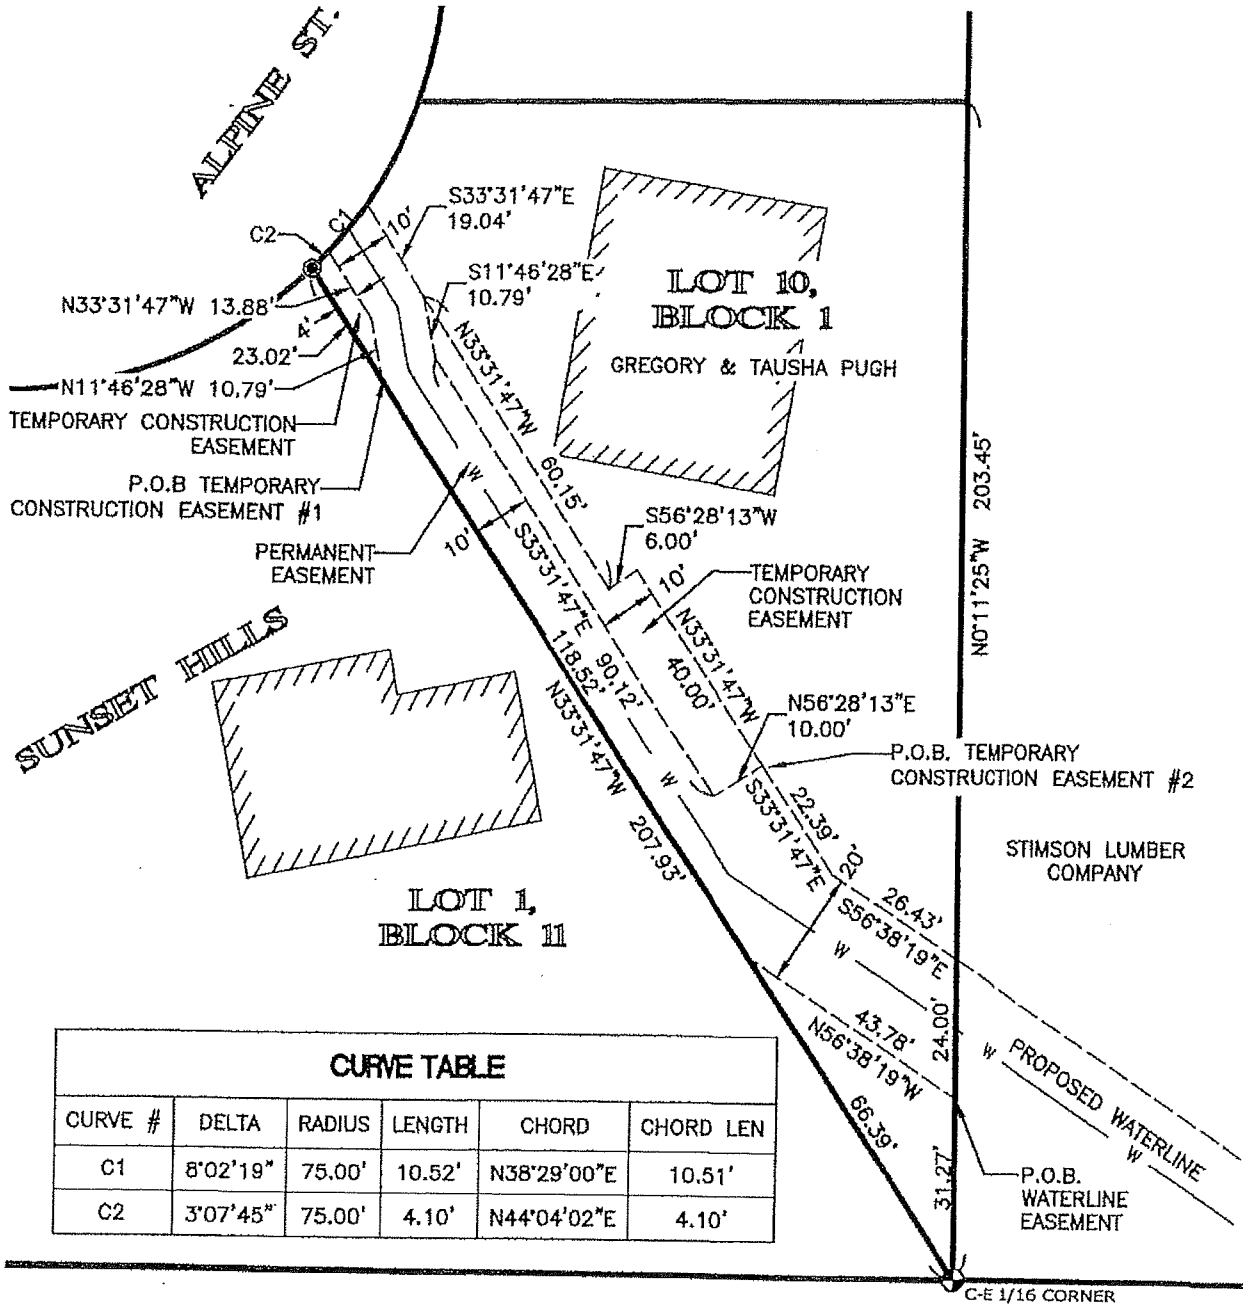 ALPINE ST.
C1
C2
10'
S33°31'47"E
19.04'
S11°46'28"E
10.79'
N33°31'47"W 13.88'
4'
23.02'
N11°46'28"W 10.79'
TEMPORARY CONSTRUCTION
EASEMENT
P.O.B TEMPORARY
CONSTRUCTION EASEMENT #1
PERMANENT
EASEMENT
10'
W
LOT 10,
BLOCK 1
GREGORY & TAUSHA PUGH
N33°31'47"W
60.15'
S56°28'13"W
6.00'
10'
TEMPORARY
CONSTRUCTION
EASEMENT
N0°11'25"W 203.45'
S33°31'47"E
90.12'
118.52'
N33°31'47"W
207.93'
N33°31'47"W
40.00'
N56°28'13"E
10.00'
P.O.B. TEMPORARY
CONSTRUCTION EASEMENT #2
W
S33°31'47"E
22.39'
20'
26.43'
S56°38'19"E
STIMSON LUMBER
COMPANY
SUNSET HILLS
LOT 1,
BLOCK 11
W
43.78'
N56°38'19"W
24.00'
W
PROPOSED WATERLINE
W
66.39'
31.27'
P.O.B.
WATERLINE
EASEMENT
C-E 1/16 CORNER
CURVE TABLE
CURVE # DELTA RADIUS LENGTH CHORD CHORD LEN
C1 8°02'19" 75.00' 10.52' N38°29'00"E 10.51'
C2 3°07'45" 75.00' 4.10' N44°04'02"E 4.10'